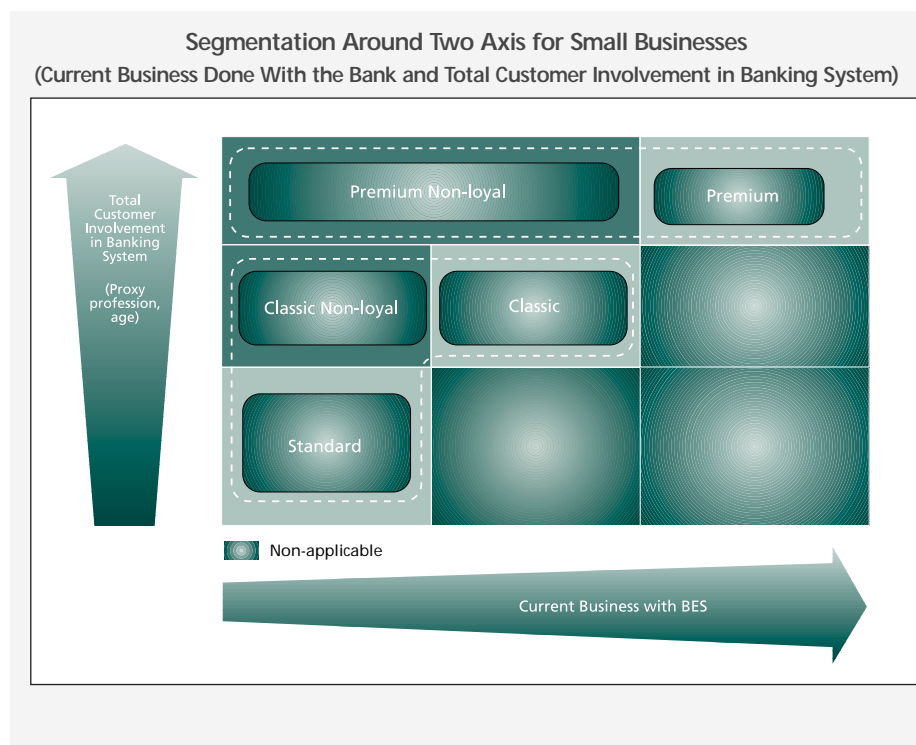 Segmentation Around Two Axis for Small Businesses
(Current Business Done With the Bank and Total Customer Involvement in Banking System)
Total
Customer
Involvement
in Banking
System
(Proxy
profession,
age)
Premium Non-loyal
Premium
Classic Non-loyal
Classic
Standard
Non-applicable
Current Business with BES